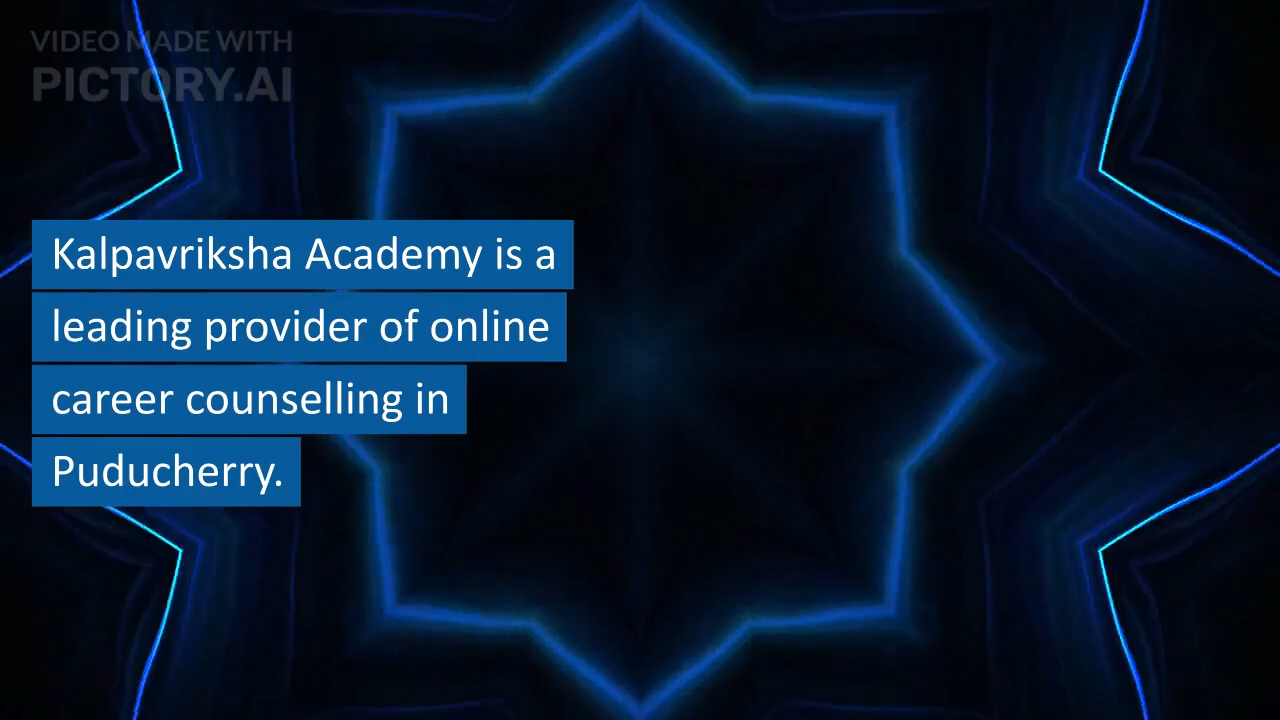 VIDEO MADE WITH
PICTORY.AI
Kalpavriksha Academy is a
leading provider of online
career counselling in
Puducherry.